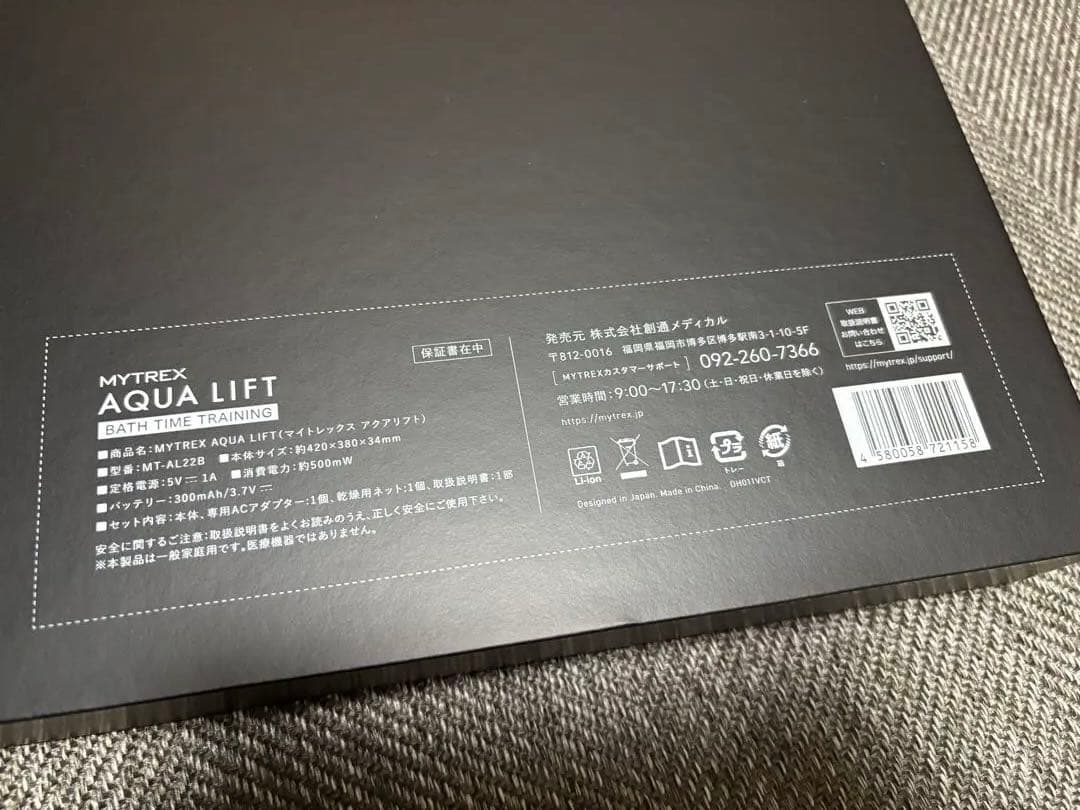 保証書在中
MYTREX
AQUA LIFT
BATH TIME TRAINING
■商品名：MYTREX AQUA LIFT（マイトレックス アクアリフト）
■型番：MT-AL22B ■本体サイズ：約420×380×34mm
■定格電源：5V⎓1A ■消費電力：約500mW
■バッテリー：300mAh/3.7V⎓
■セット内容：本体、専用ACアダプター：1個、乾燥用ネット：1個、取扱説明書：1部
安全に関するご注意：取扱説明書をよくお読みのうえ、正しく安全にご使用下さい。
※本製品は一般家庭用です。医療機器ではありません。
発売元 株式会社創通メディカル
〒812-0016 福岡県福岡市博多区博多駅南3-1-10-5F
［MYTREXカスタマーサポート］ 092-260-7366
営業時間：9:00〜17:30（土・日・祝日・休業日を除く）
https://mytrex.jp
WEB
取扱説明書
お問い合わせ
はこちら
https://mytrex.jp/support/
Li-ion
プラ
トレー
紙
箱
Designed in Japan. Made in China. DH011VCT
4 580058 721158